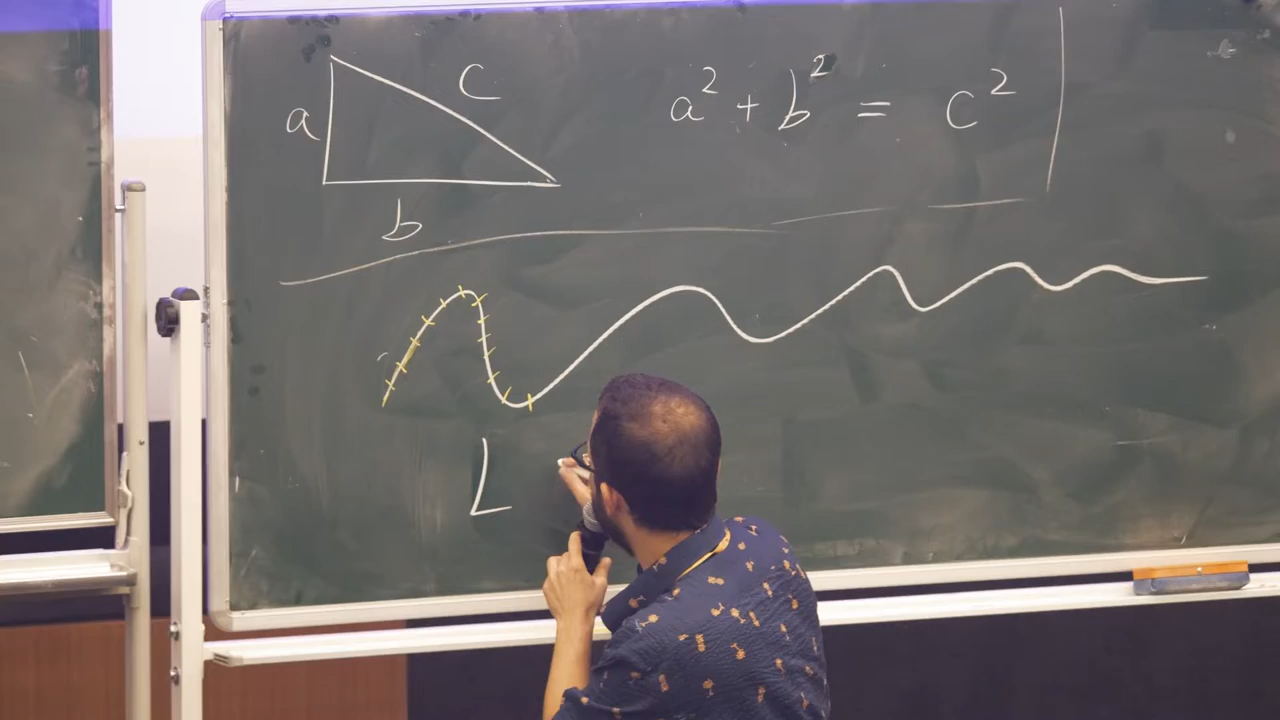 a c b
a² + b² = c²
L